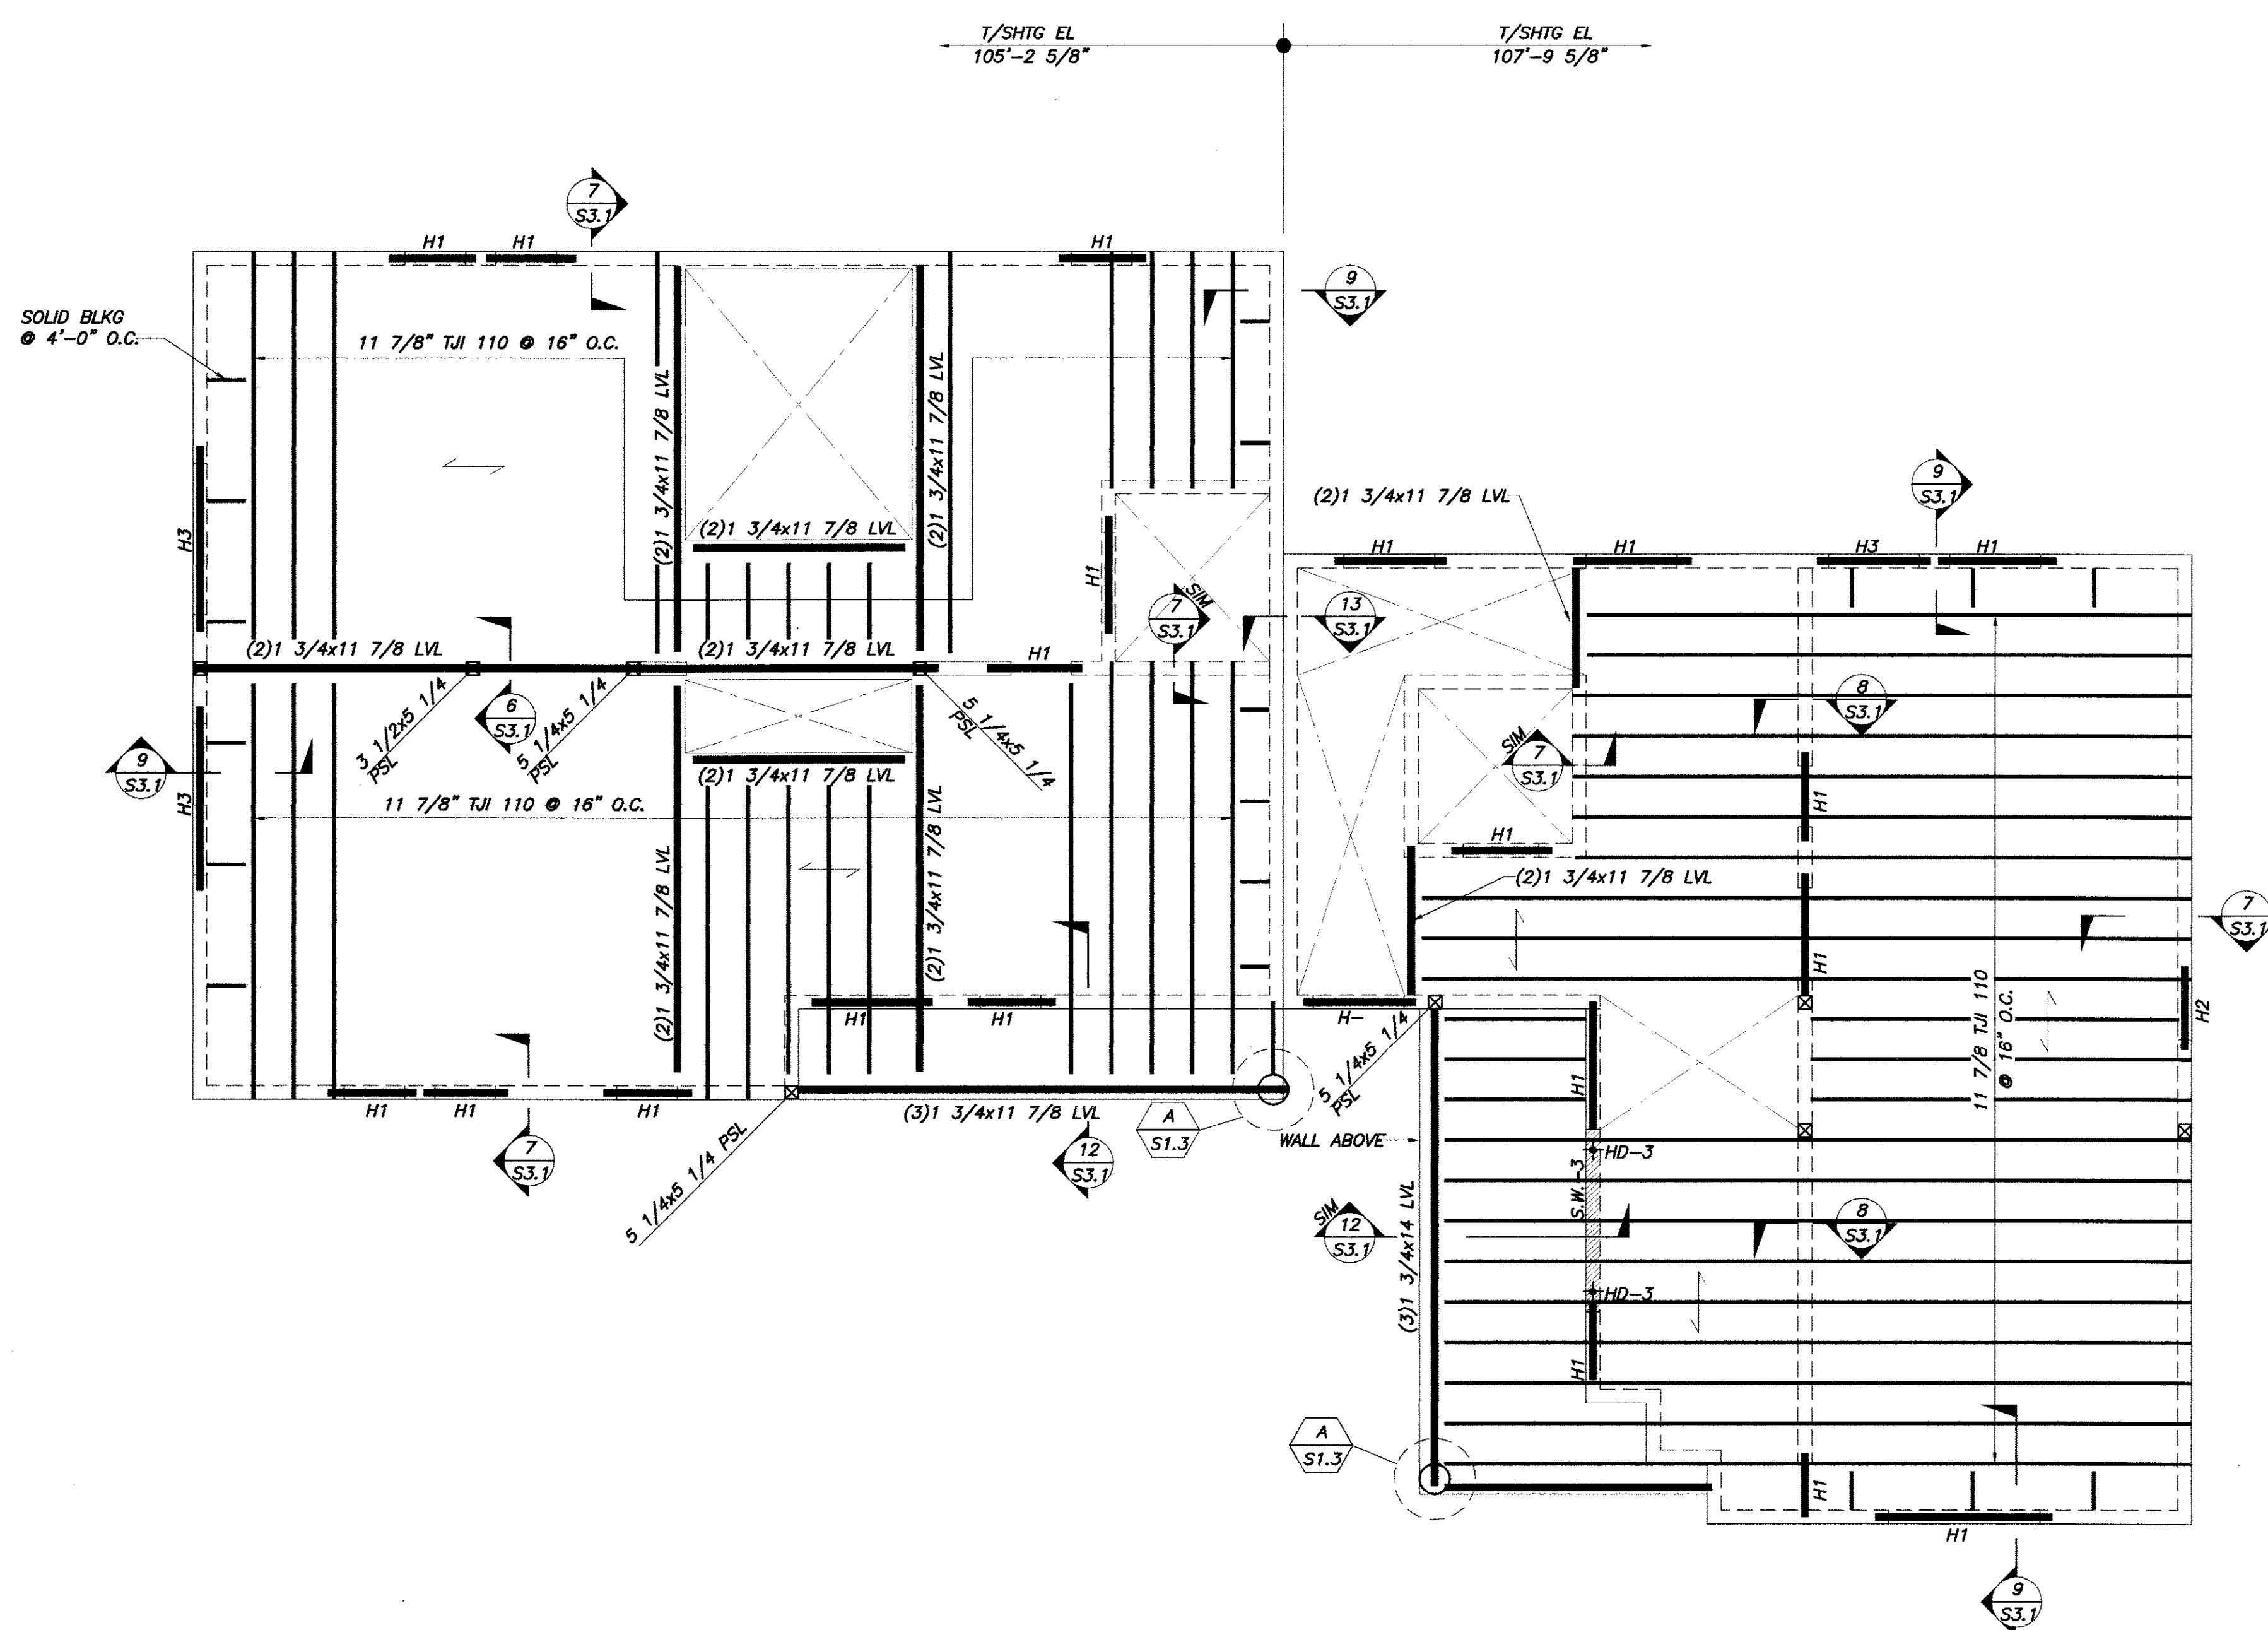 T/SHTG EL
105'-2 5/8"
T/SHTG EL
107'-9 5/8"
7
S3.1
H1
H1
H1
9
S3.1
SOLID BLKG
@ 4'-0" O.C.
11 7/8" TJI 110 @ 16" O.C.
(2)1 3/4x11 7/8 LVL
(2)1 3/4x11 7/8 LVL
(2)1 3/4x11 7/8 LVL
H3
H1
(2)1 3/4x11 7/8 LVL
9
S3.1
H1
H1
H3
H1
SIM
7
S3.1
13
S3.1
(2)1 3/4x11 7/8 LVL
(2)1 3/4x11 7/8 LVL
H1
3 1/2x5 1/4
PSL
6
S3.1
5 1/4x5 1/4
PSL
5 1/4x5 1/4
PSL
8
S3.1
9
S3.1
H3
(2)1 3/4x11 7/8 LVL
SIM
7
S3.1
11 7/8" TJI 110 @ 16" O.C.
H1
H1
(2)1 3/4x11 7/8 LVL
(2)1 3/4x11 7/8 LVL
(2)1 3/4x11 7/8 LVL
7
S3.1
H1
H1
H1
H-
5 1/4x5 1/4
PSL
11 7/8 TJI 110
@ 16" O.C.
H2
H1
H1
H1
H1
(3)1 3/4x11 7/8 LVL
A
S1.3
WALL ABOVE
HD-3
S.W.-3
7
S3.1
5 1/4x5 1/4 PSL
12
S3.1
SIM
12
S3.1
(3)1 3/4x14 LVL
8
S3.1
HD-3
H1
A
S1.3
H1
H1
9
S3.1